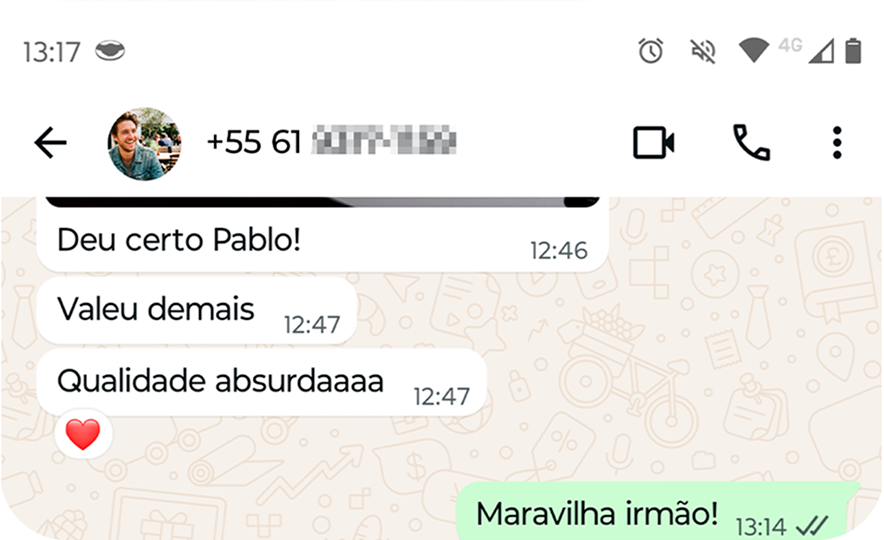 13:17
4G
+55 61
Deu certo Pablo!
12:46
Valeu demais
12:47
Qualidade absurdaaaa
12:47
Maravilha irmão!
13:14